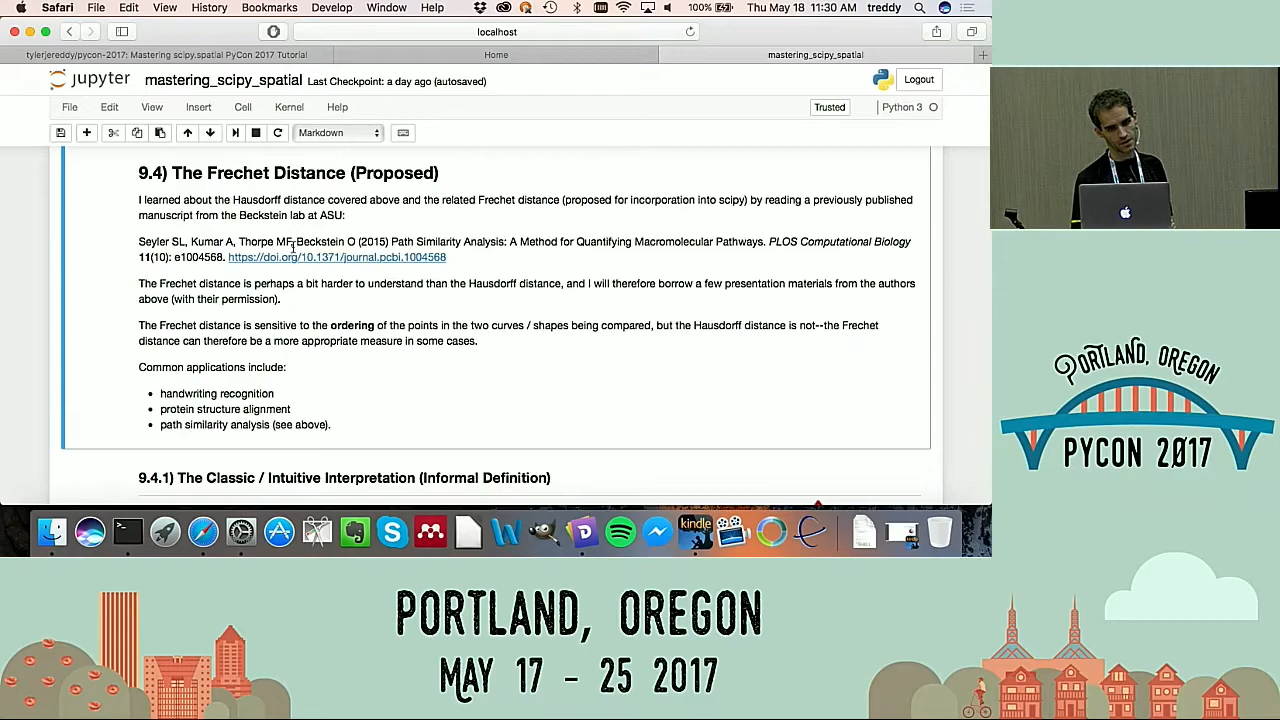 Safari File Edit View History Bookmarks Develop Window Help 100% Thu May 18 11:30 AM treddy
localhost
tylerjereddy/pycon-2017: Mastering scipy.spatial PyCon 2017 Tutorial Home mastering_scipy_spatial
jupyter mastering_scipy_spatial Last Checkpoint: a day ago (autosaved) Logout
File Edit View Insert Cell Kernel Help Trusted Python 3
Markdown
9.4) The Frechet Distance (Proposed)
I learned about the Hausdorff distance covered above and the related Frechet distance (proposed for incorporation into scipy) by reading a previously published
manuscript from the Beckstein lab at ASU:
Seyler SL, Kumar A, Thorpe MF, Beckstein O (2015) Path Similarity Analysis: A Method for Quantifying Macromolecular Pathways. PLOS Computational Biology
11(10): e1004568. https://doi.org/10.1371/journal.pcbi.1004568
The Frechet distance is perhaps a bit harder to understand than the Hausdorff distance, and I will therefore borrow a few presentation materials from the authors
above (with their permission).
The Frechet distance is sensitive to the ordering of the points in the two curves / shapes being compared, but the Hausdorff distance is not--the Frechet
distance can therefore be a more appropriate measure in some cases.
Common applications include:
handwriting recognition
protein structure alignment
path similarity analysis (see above).
9.4.1) The Classic / Intuitive Interpretation (Informal Definition)
kindle
PORTLAND, OREGON
PYCON 2017
PORTLAND, OREGON
MAY 17 - 25 2017